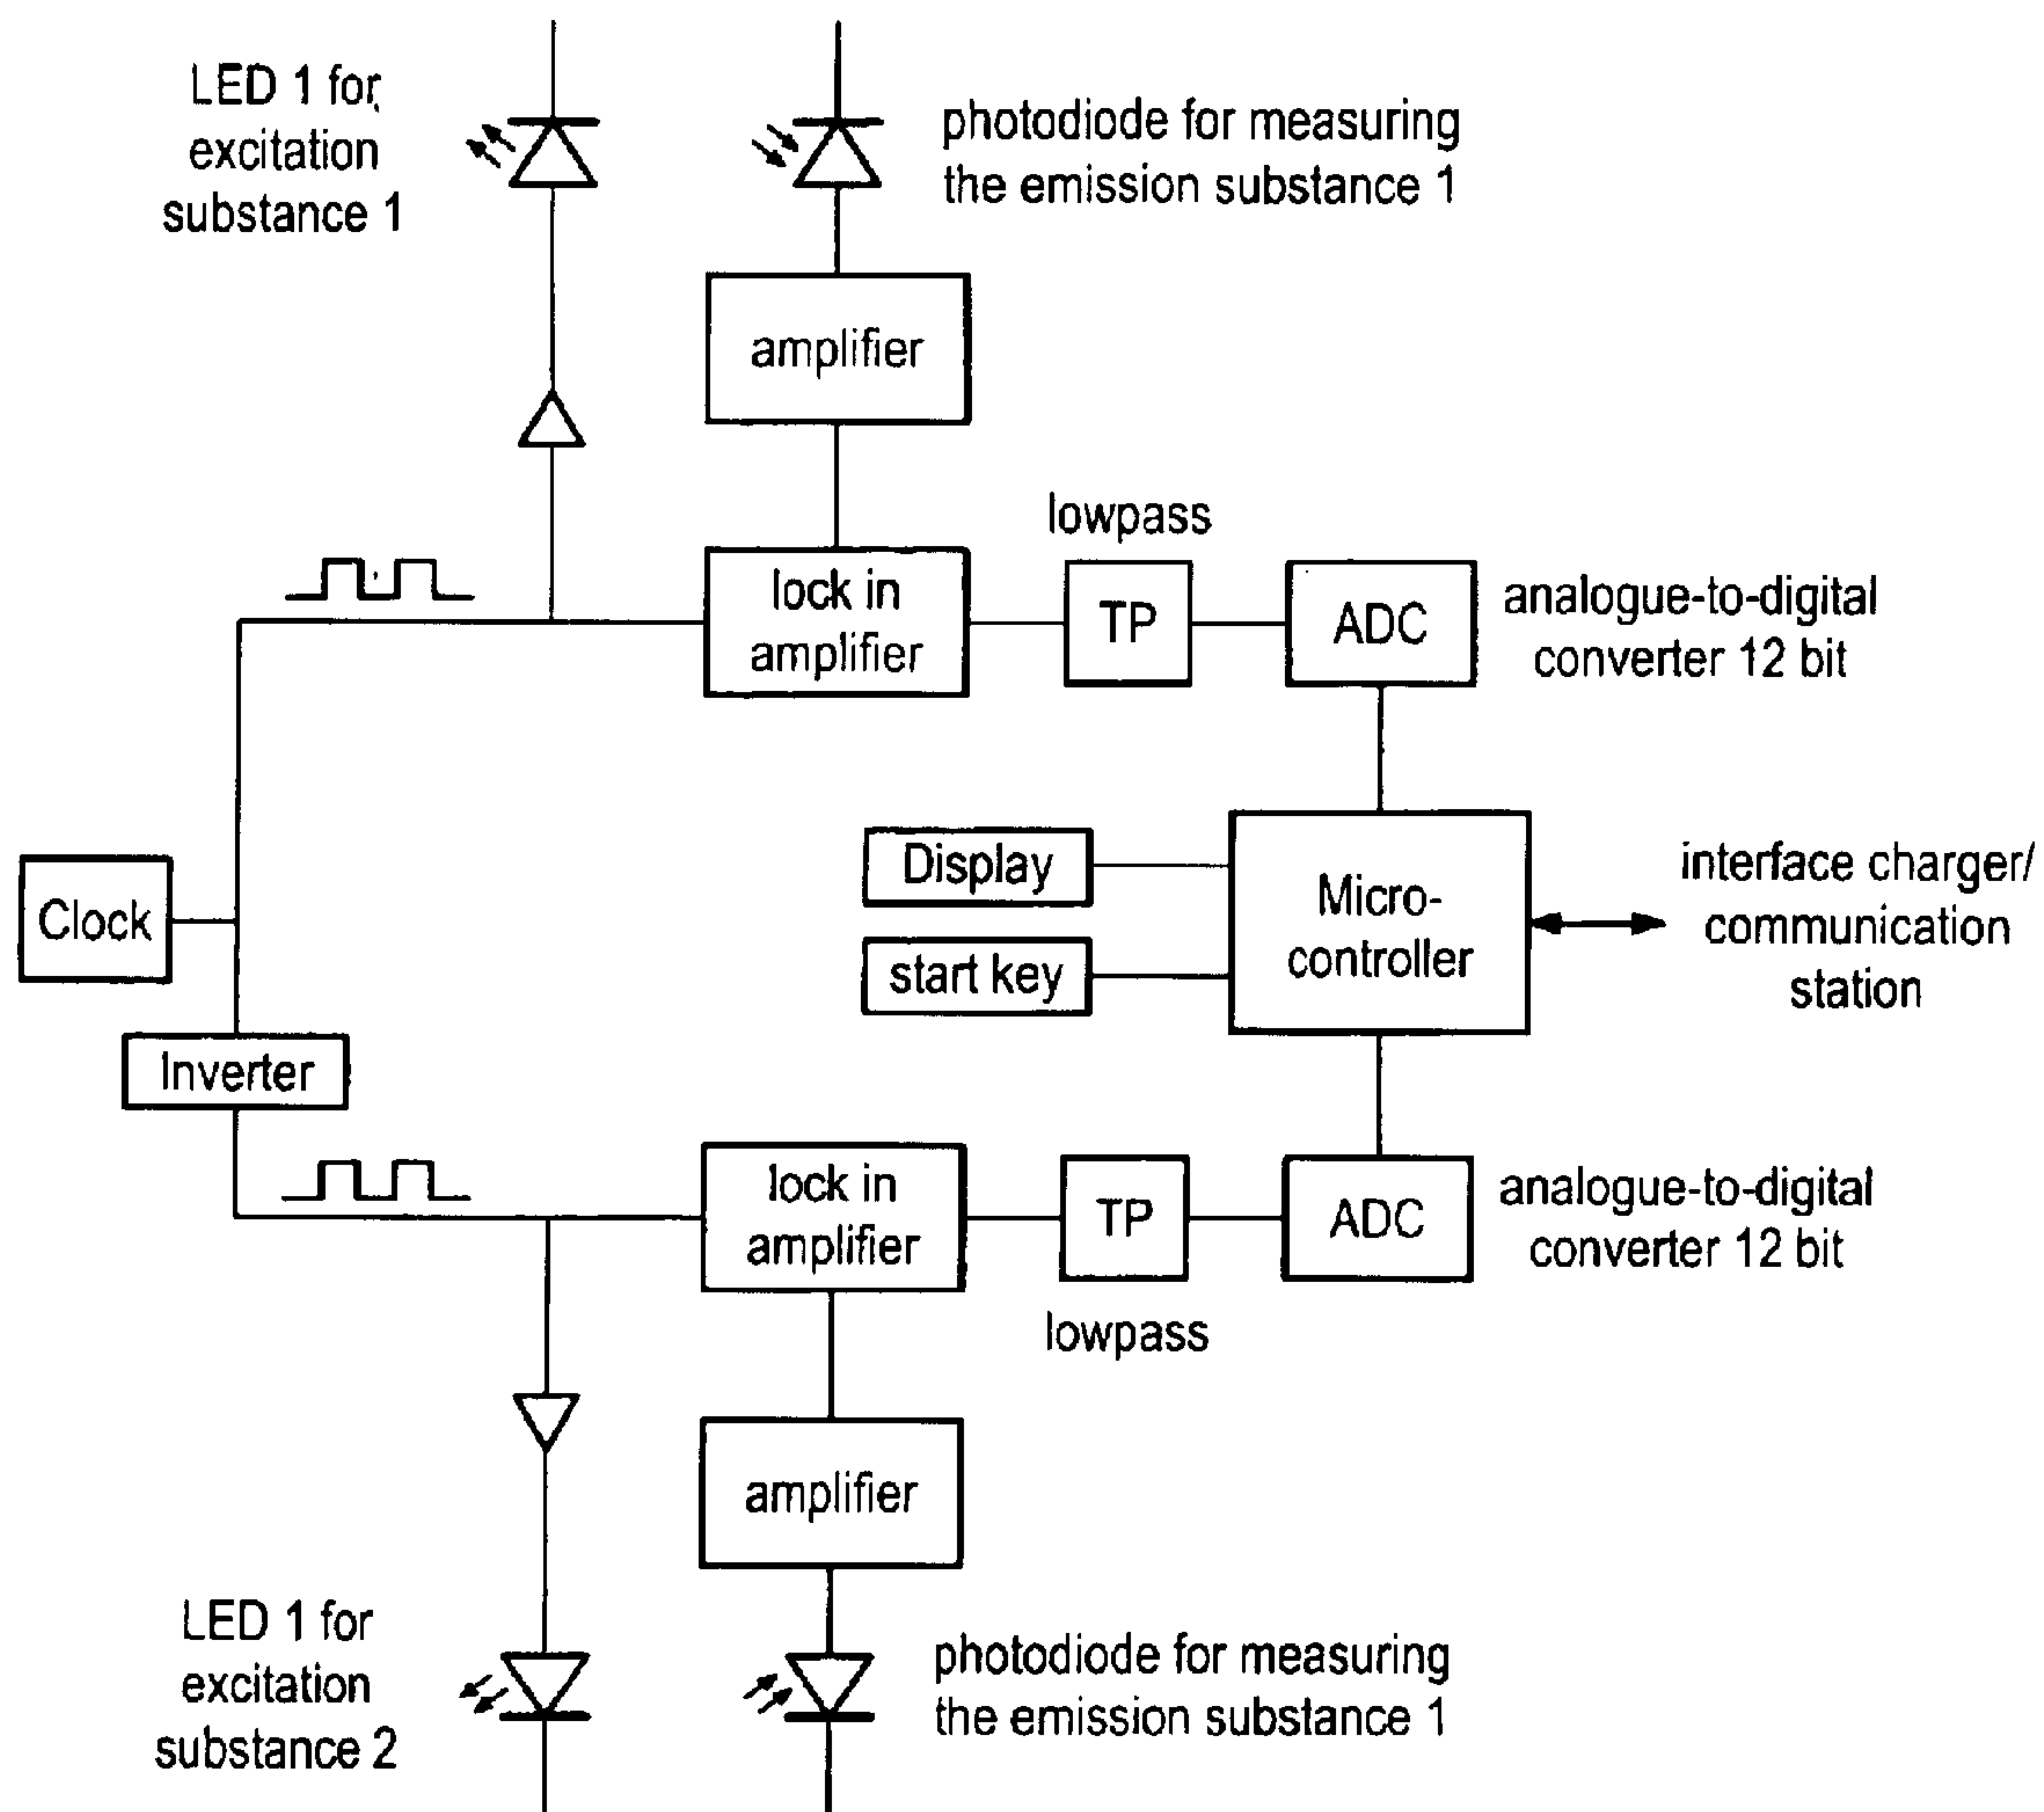 LED 1 for
excitation
substance 1
photodiode for measuring
the emission substance 1
amplifier
lowpass
lock in
amplifier
TP
ADC
analogue-to-digital
converter 12 bit
Clock
Display
start key
Micro-
controller
interface charger/
communication
station
Inverter
lock in
amplifier
TP
ADC
analogue-to-digital
converter 12 bit
lowpass
amplifier
LED 1 for
excitation
substance 2
photodiode for measuring
the emission substance 1